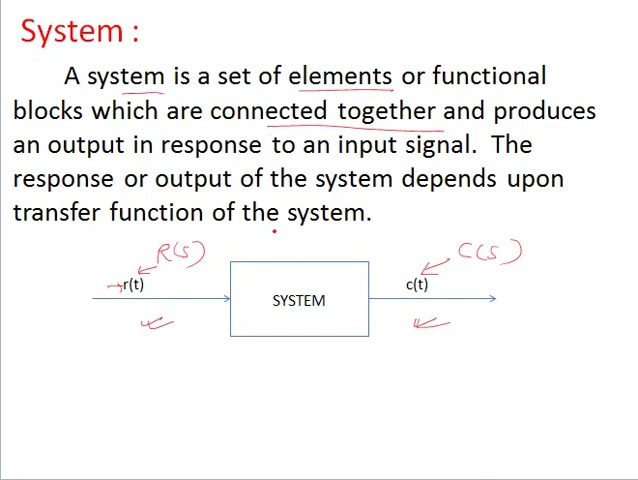 System :
A system is a set of elements or functional
blocks which are connected together and produces
an output in response to an input signal. The
response or output of the system depends upon
transfer function of the system.
R(s) C(s)
r(t) c(t)
SYSTEM